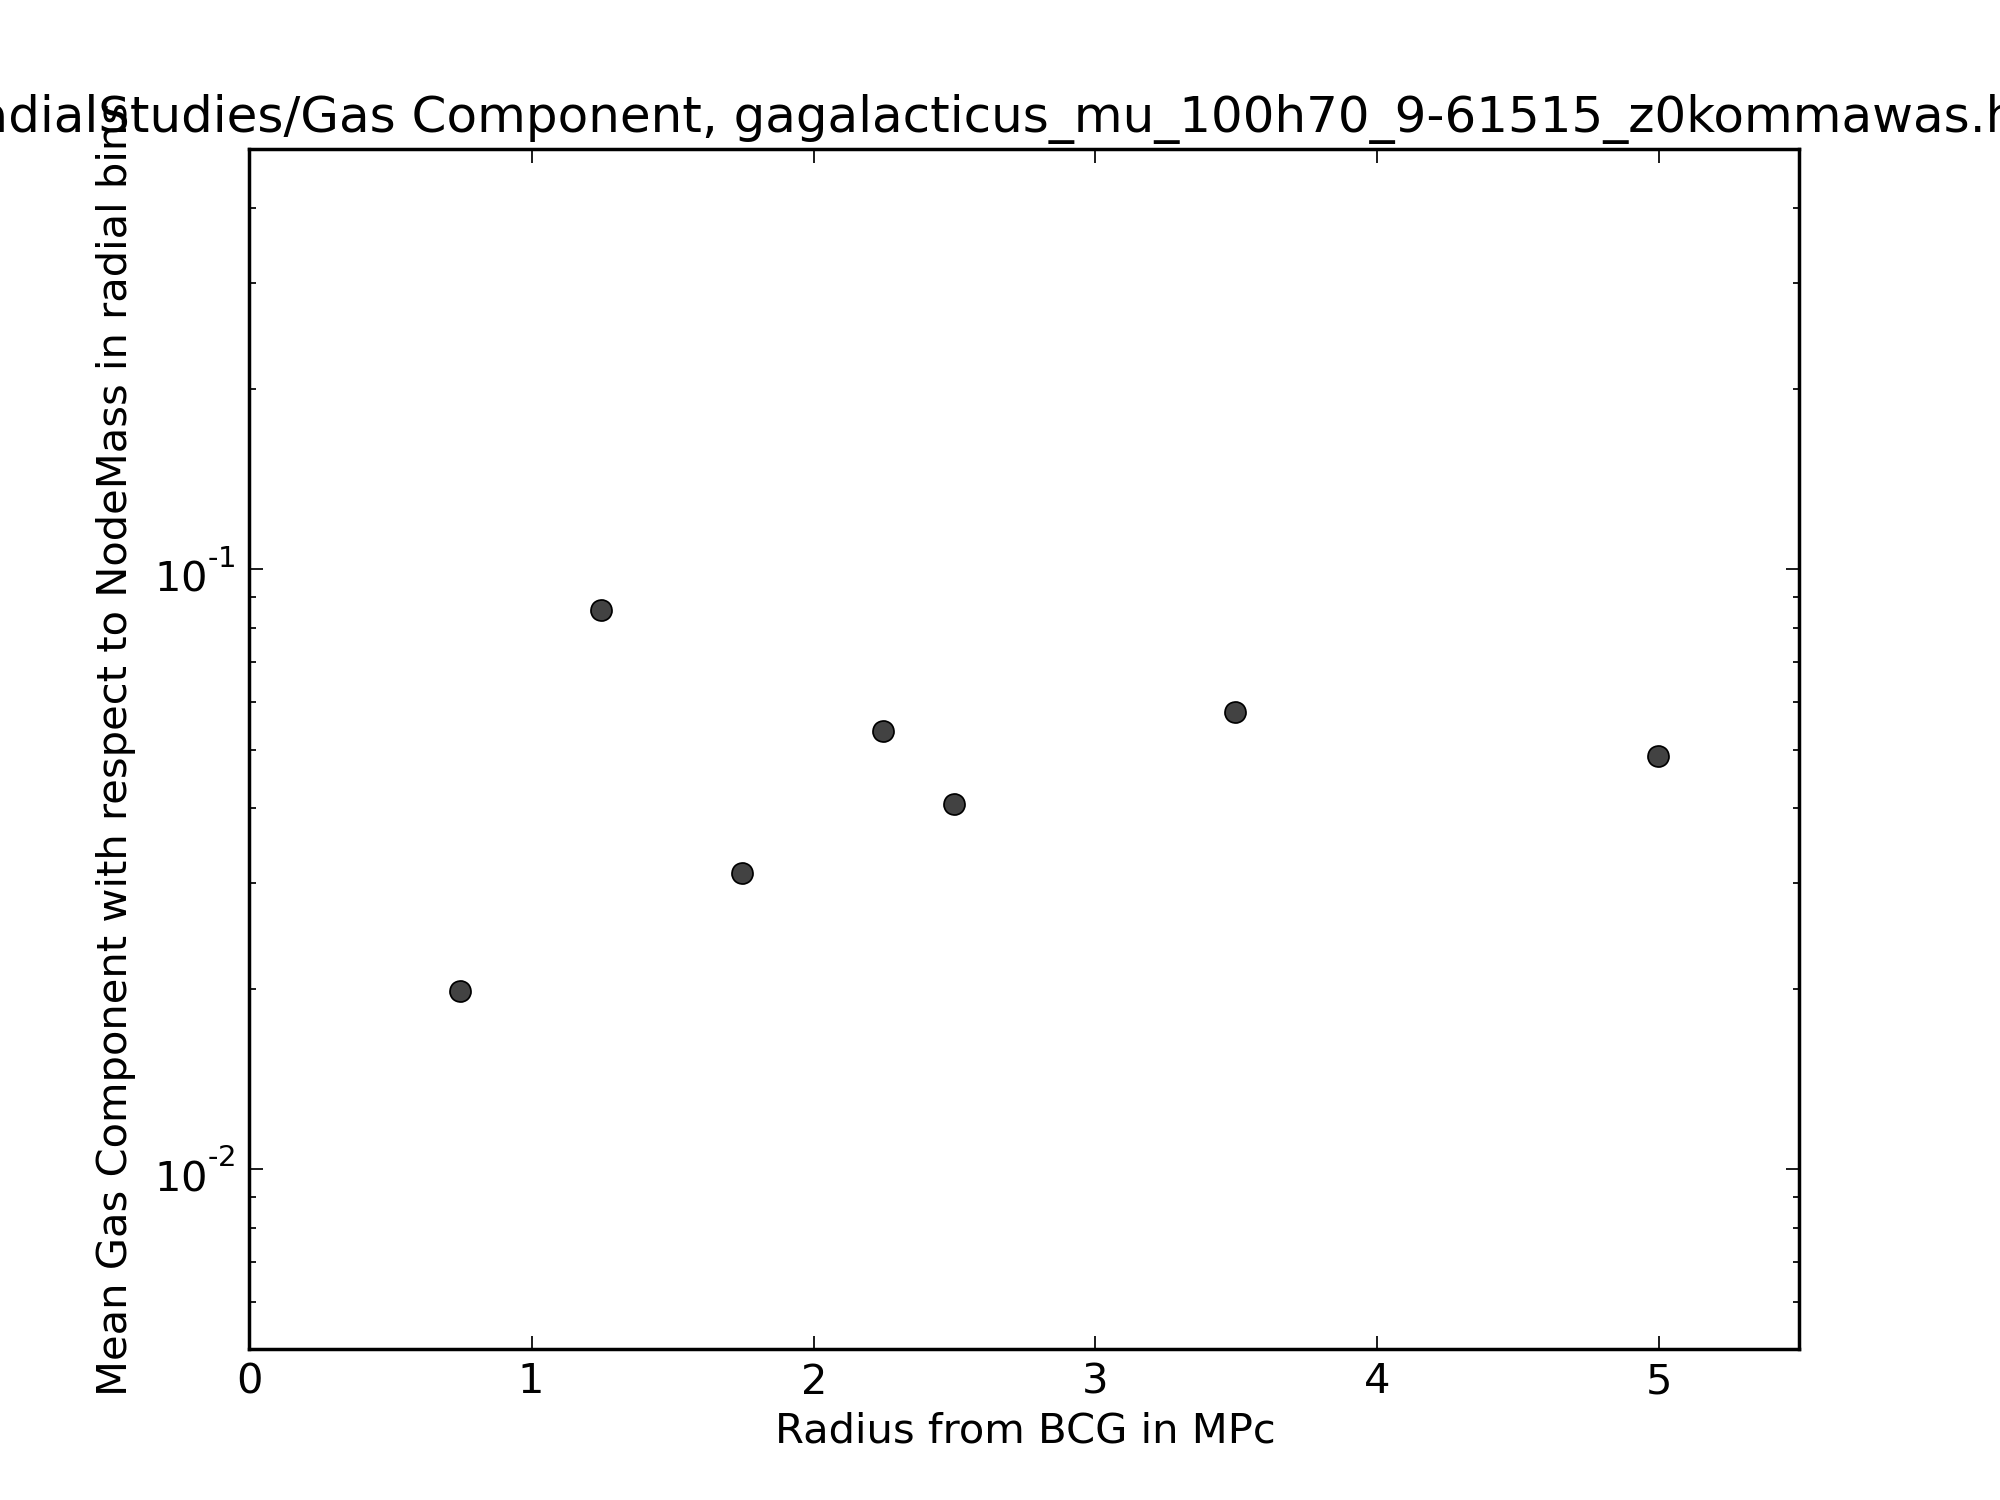 dialstudies/Gas Component, gagalacticus_mu_100h70_9-61515_z0kommawas.h
Mean Gas Component with respect to NodeMass in radial bins
10-1
10-2
0 1 2 3 4 5
Radius from BCG in MPc